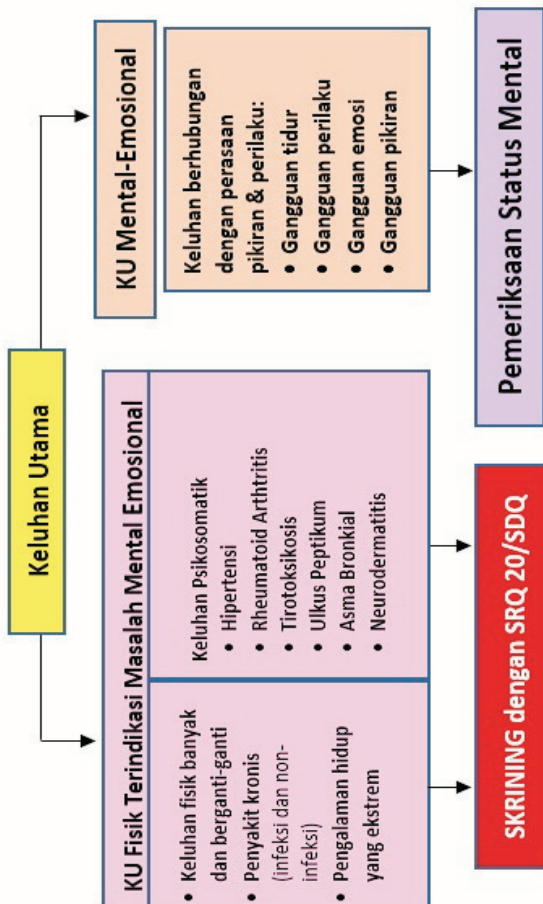 Keluhan Utama
KU Fisik Terindikasi Masalah Mental Emosional
• Keluhan fisik banyak
dan berganti-ganti
• Penyakit kronis
(infeksi dan non-
infeksi)
• Pengalaman hidup
yang ekstrem
Keluhan Psikosomatik
• Hipertensi
• Rheumatoid Arthtritis
• Tirotoksikosis
• Ulkus Peptikum
• Asma Bronkial
• Neurodermatitis
SKRINING dengan SRQ 20/SDQ
KU Mental-Emosional
Keluhan berhubungan
dengan perasaan
pikiran & perilaku:
• Gangguan tidur
• Gangguan perilaku
• Gangguan emosi
• Gangguan pikiran
Pemeriksaan Status Mental